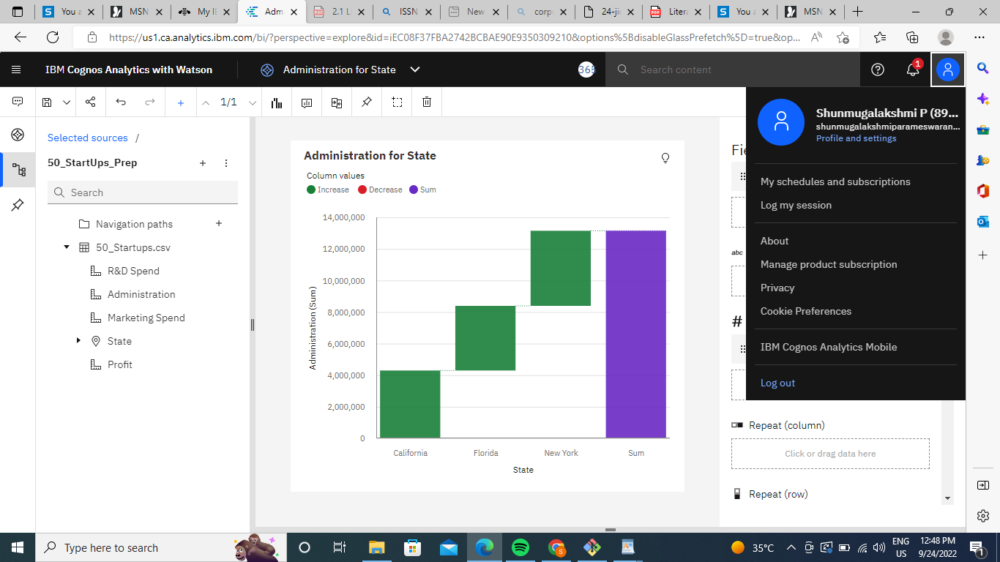 You a
MSN
My li
Adm
2.1 L
ISSN
New
corp
24-ji
Litera
You a
MSN
https://us1.ca.analytics.ibm.com/bi/?perspective=explore&id=iEC08F37FBA2742BCBAE90E9350309210&options%5BdisableGlassPrefetch%5D=true&op...
IBM Cognos Analytics with Watson
Administration for State
365
Search content
1
1/1
Shunmugalakshmi P (89...
shunmugalakshmiparameswaran...
Profile and settings
My schedules and subscriptions
Log my session
About
Manage product subscription
Privacy
Cookie Preferences
IBM Cognos Analytics Mobile
Log out
Selected sources /
50_StartUps_Prep
Search
Navigation paths
50_Startups.csv
R&D Spend
Administration
Marketing Spend
State
Profit
Administration for State
Column values
Increase Decrease Sum
14,000,000
12,000,000
10,000,000
8,000,000
6,000,000
4,000,000
2,000,000
0
Administration (Sum)
California Florida New York Sum
State
Fie
abc
#
Repeat (column)
Click or drag data here
Repeat (row)
Type here to search
35°C
ENG
US
12:48 PM
9/24/2022
1